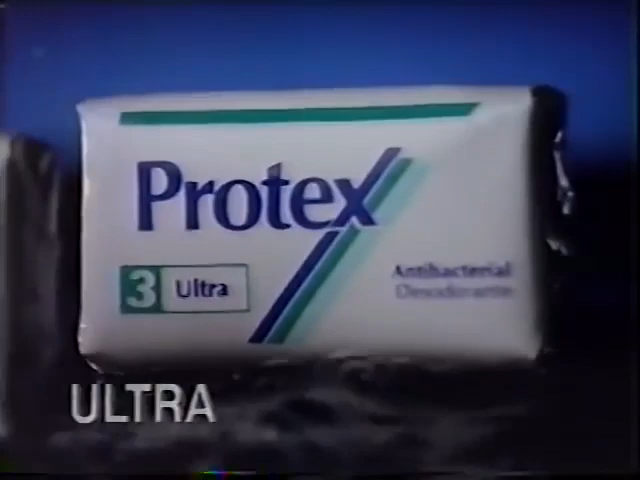 Protex
3 Ultra
Antibacterial
Desodorante
ULTRA